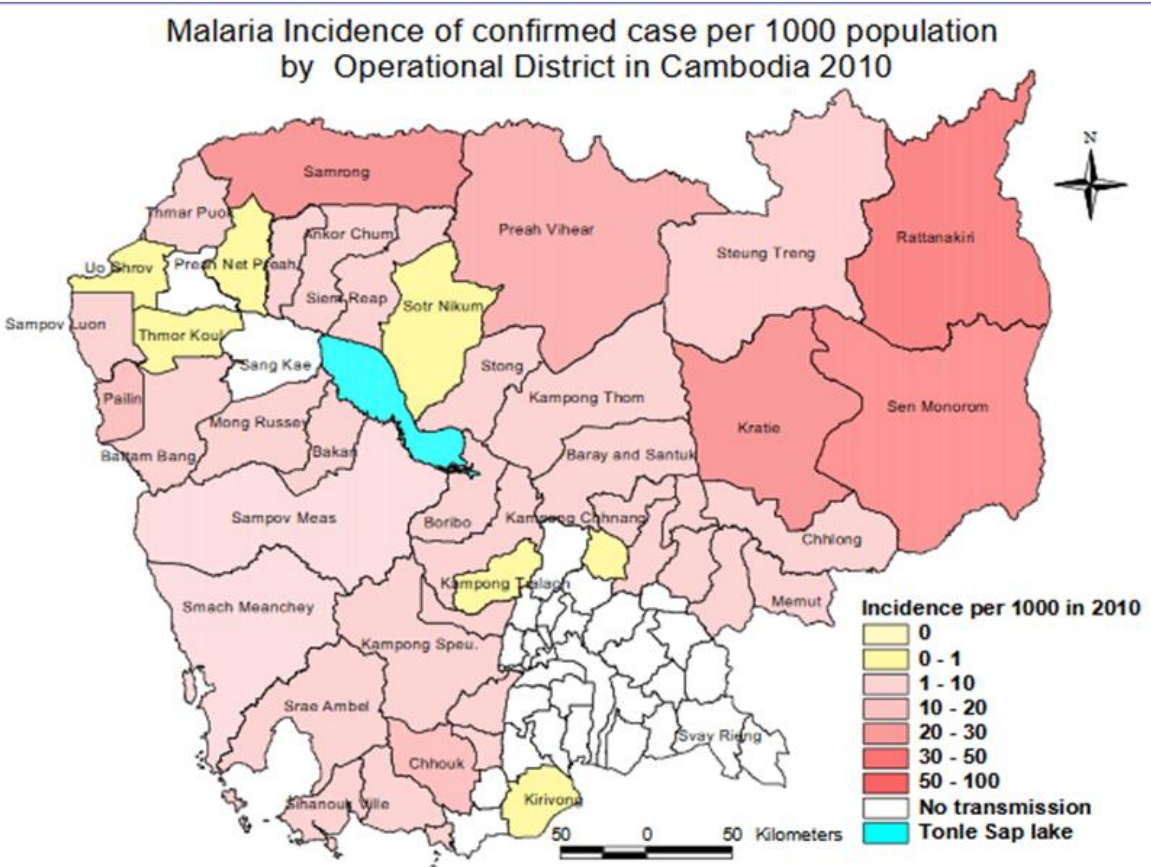 Malaria Incidence of confirmed case per 1000 population
by Operational District in Cambodia 2010
N
Samrong
Thmar Puok
Ankor Chum
Preah Vihear
Rattanakiri
Steung Treng
Uo Shrov
Preah Net Preah
Siem Reap
Sotr Nikum
Sampov Luon
Thmor Koul
Sang Kae
Stong
Pailin
Kampong Thom
Sen Monorom
Mong Russey
Kratie
Battam Bang
Bakan
Baray and Santuk
Sampov Meas
Boribo
Kampong Chhnang
Chhlong
Kampong Tralach
Smach Meanchey
Memut
Kampong Speu.
Srae Ambel
Svay Rieng
Chhouk
Sihanouk Ville
Kirivong
Incidence per 1000 in 2010
0
0 - 1
1 - 10
10 - 20
20 - 30
30 - 50
50 - 100
No transmission
Tonle Sap lake
50 0 50 Kilometers